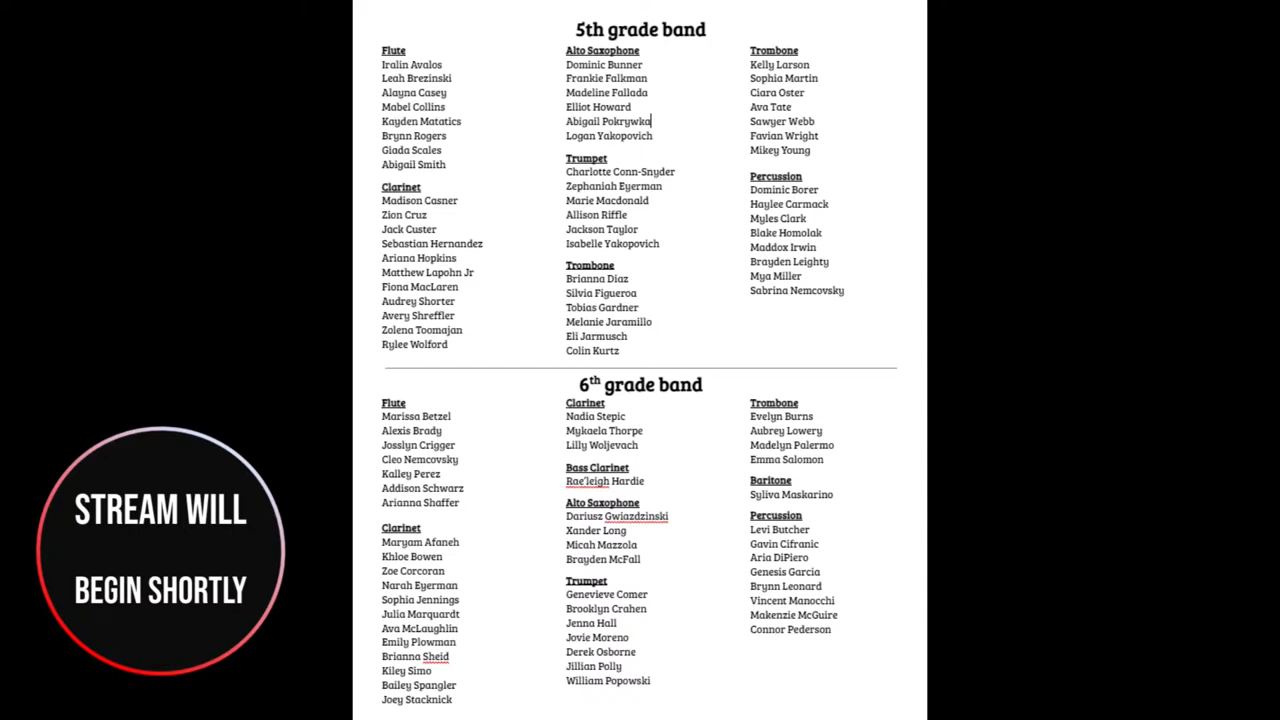 5th grade band
Flute
Iralin Avalos
Leah Brezinski
Alayna Casey
Mabel Collins
Kayden Matatics
Brynn Rogers
Giada Scales
Abigail Smith
Clarinet
Madison Casner
Zion Cruz
Jack Custer
Sebastian Hernandez
Ariana Hopkins
Matthew Lapohn Jr
Fiona MacLaren
Audrey Shorter
Avery Shreffler
Zolena Toomajan
Rylee Wolford
Alto Saxophone
Dominic Bunner
Frankie Falkman
Madeline Fallada
Elliot Howard
Abigail Pokrywka
Logan Yakopovich
Trumpet
Charlotte Conn-Snyder
Zephaniah Eyerman
Marie Macdonald
Allison Riffle
Jackson Taylor
Isabelle Yakopovich
Trombone
Brianna Diaz
Silvia Figueroa
Tobias Gardner
Melanie Jaramillo
Eli Jarmusch
Colin Kurtz
Trombone
Kelly Larson
Sophia Martin
Ciara Oster
Ava Tate
Sawyer Webb
Favian Wright
Mikey Young
Percussion
Dominic Borer
Haylee Carmack
Myles Clark
Blake Homolak
Maddox Irwin
Brayden Leighty
Mya Miller
Sabrina Nemcovsky
6th grade band
Flute
Marissa Betzel
Alexis Brady
Josslyn Crigger
Cleo Nemcovsky
Kalley Perez
Addison Schwarz
Arianna Shaffer
Clarinet
Maryam Afaneh
Khloe Bowen
Zoe Corcoran
Narah Eyerman
Sophia Jennings
Julia Marquardt
Ava McLaughlin
Emily Plowman
Brianna Sheid
Kiley Simo
Bailey Spangler
Joey Stacknick
Clarinet
Nadia Stepic
Mykaela Thorpe
Lilly Woljevach
Bass Clarinet
Rae'leigh Hardie
Alto Saxophone
Dariusz Gwiazdzinski
Xander Long
Micah Mazzola
Brayden McFall
Trumpet
Genevieve Comer
Brooklyn Crahen
Jenna Hall
Jovie Moreno
Derek Osborne
Jillian Polly
William Popowski
Trombone
Evelyn Burns
Aubrey Lowery
Madelyn Palermo
Emma Salomon
Baritone
Syliva Maskarino
Percussion
Levi Butcher
Gavin Cifranic
Aria DiPiero
Genesis Garcia
Brynn Leonard
Vincent Manocchi
Makenzie McGuire
Connor Pederson
STREAM WILL
BEGIN SHORTLY